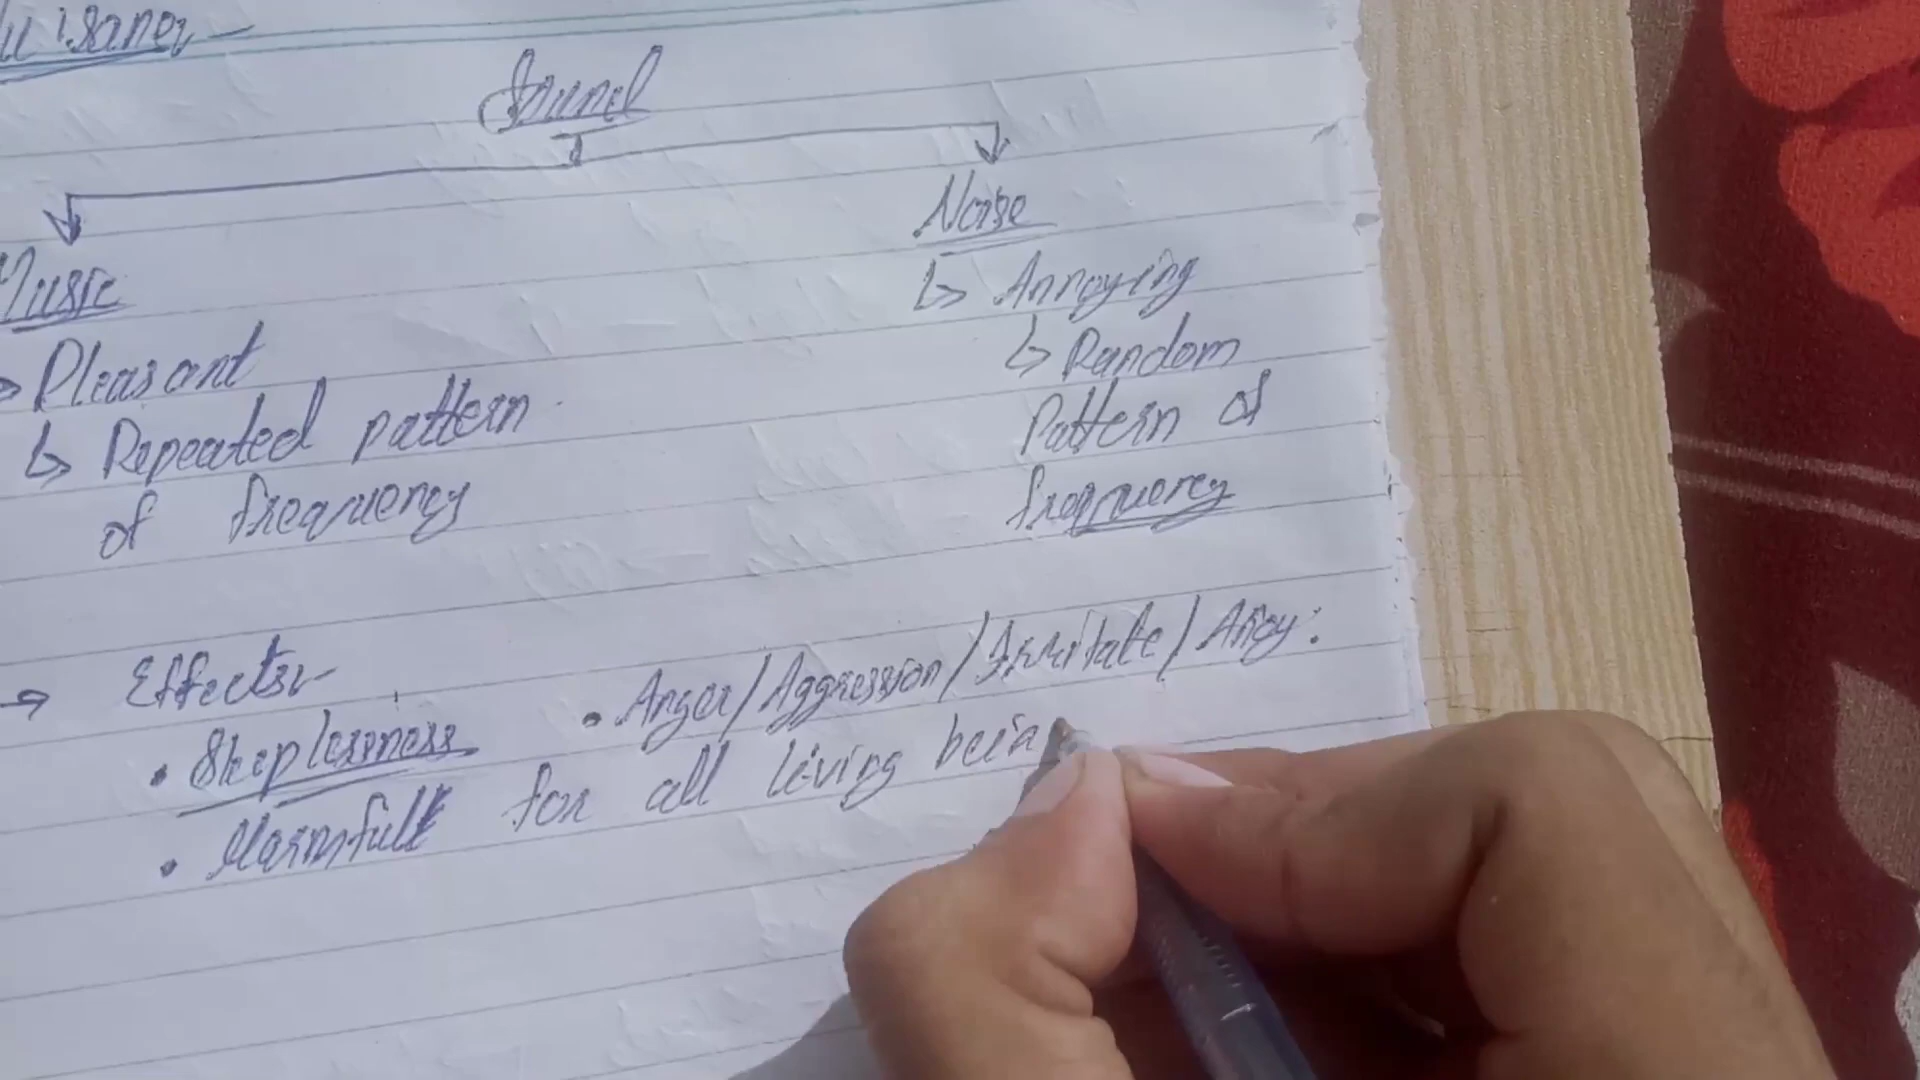 Sound
Noise
Music
↳ Annoying
↳ Random
Pattern of
frequency
Pleasant
↳ Repeated pattern
of frequency
→ Effects
• Sleeplessness
• Anger/Aggression/Irritate/Annoy.
• Harmfull for all living bein